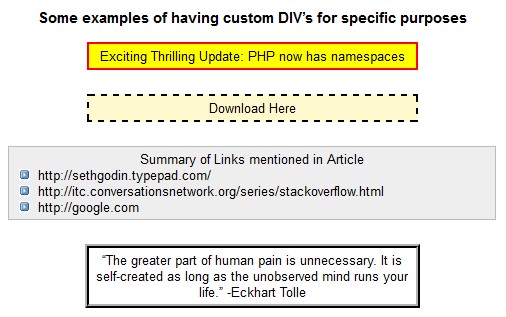 Some examples of having custom DIV’s for specific purposes
Exciting Thrilling Update: PHP now has namespaces
Download Here
Summary of Links mentioned in Article
http://sethgodin.typepad.com/
http://itc.conversationsnetwork.org/series/stackoverflow.html
http://google.com
“The greater part of human pain is unnecessary. It is
self-created as long as the unobserved mind runs your
life.” -Eckhart Tolle